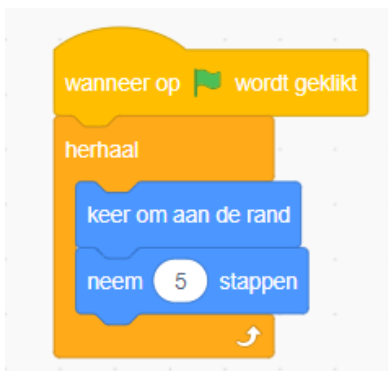 wanneer op wordt geklikt
herhaal
keer om aan de rand
neem 5 stappen